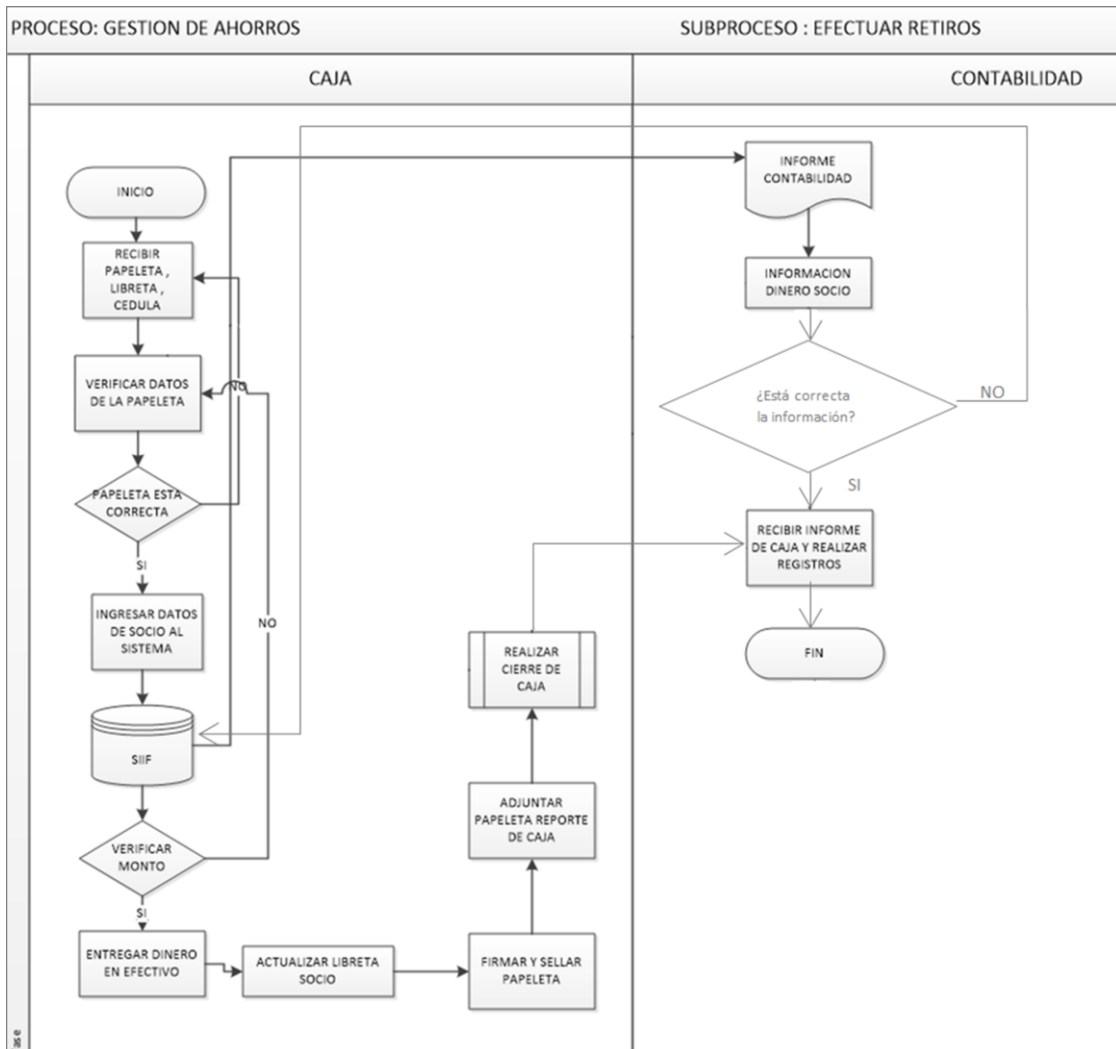 PROCESO: GESTION DE AHORROS
SUBPROCESO : EFECTUAR RETIROS
CAJA
CONTABILIDAD
INICIO
RECIBIR
PAPELETA ,
LIBRETA ,
CEDULA
VERIFICAR DATOS
DE LA PAPELETA
NO
PAPELETA ESTA
CORRECTA
SI
INGRESAR DATOS
DE SOCIO AL
SISTEMA
NO
SIIF
VERIFICAR
MONTO
SI
ENTREGAR DINERO
EN EFECTIVO
ACTUALIZAR LIBRETA
SOCIO
FIRMAR Y SELLAR
PAPELETA
ADJUNTAR
PAPELETA REPORTE
DE CAJA
REALIZAR
CIERRE DE
CAJA
INFORME
CONTABILIDAD
INFORMACION
DINERO SOCIO
¿Está correcta
la información?
NO
SI
RECIBIR INFORME
DE CAJA Y REALIZAR
REGISTROS
FIN